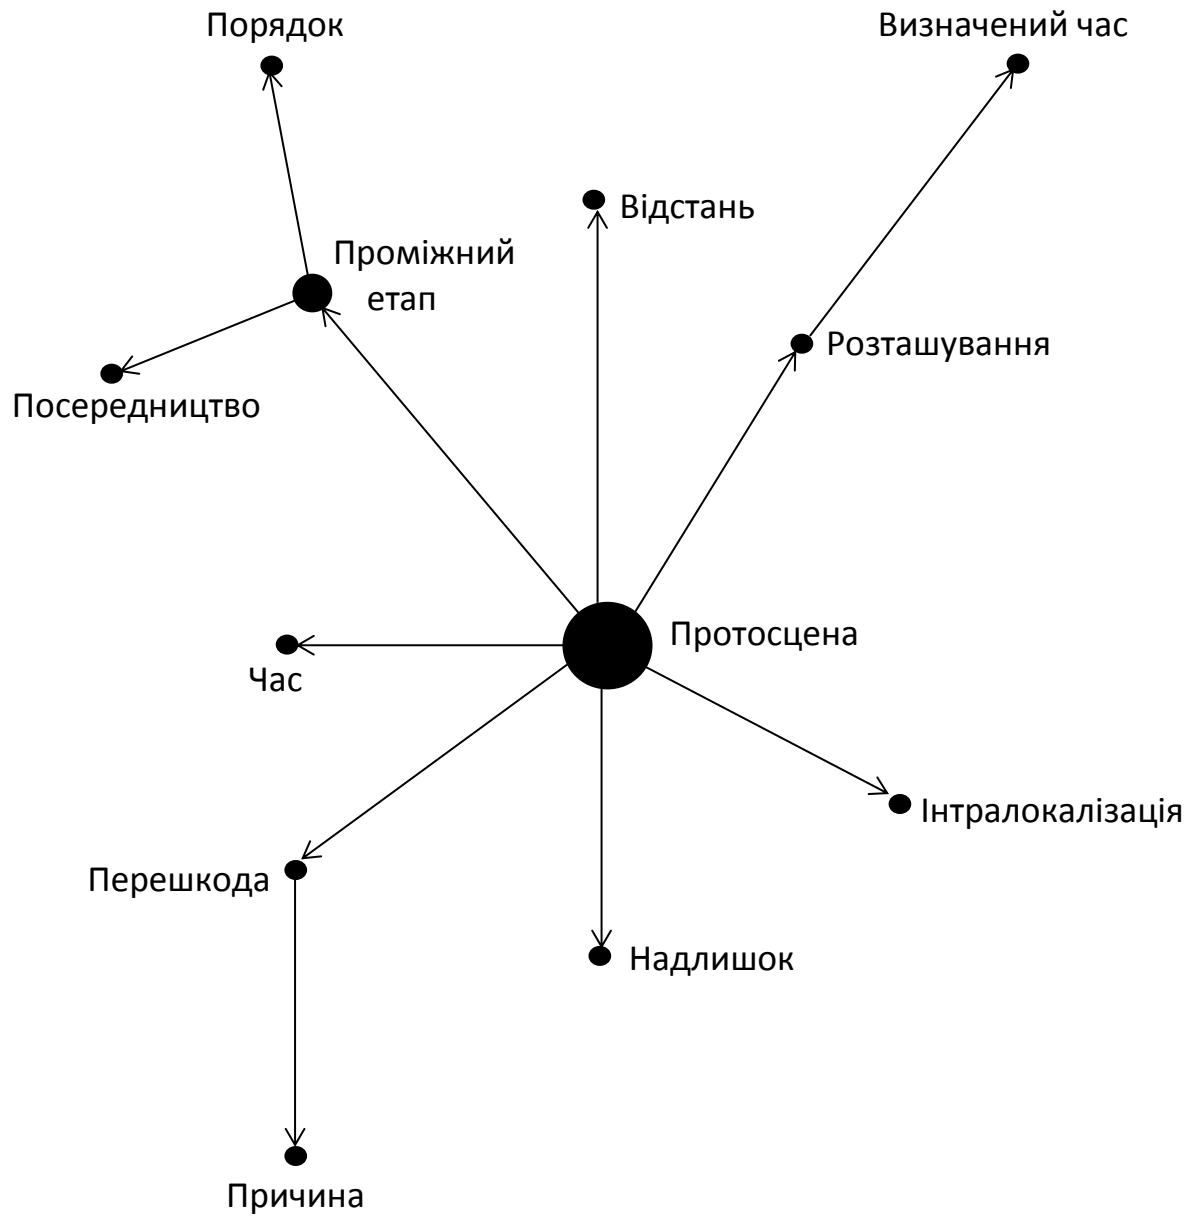 Порядок
Визначений час
Відстань
Проміжний
етап
Розташування
Посередництво
Протосцена
Час
Інтралокалізація
Перешкода
Надлишок
Причина